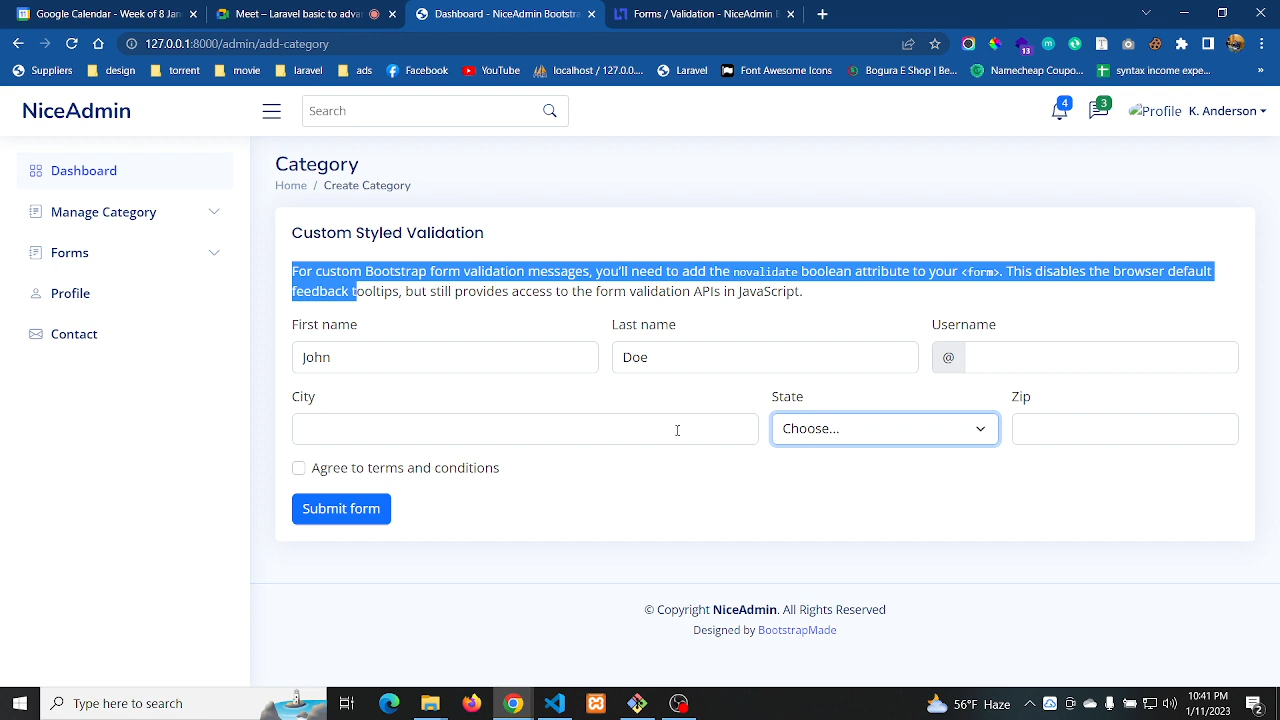 Google Calendar - Week of 8 Jan
Meet – Laravel basic to adva
Dashboard - NiceAdmin Bootstra
Forms / Validation - NiceAdmin B
127.0.0.1:8000/admin/add-category
13
Suppliers design torrent movie laravel ads Facebook YouTube localhost / 127.0.... Laravel Font Awesome Icons Bogura E Shop | Be... Namecheap Coupo... syntax income expe... »
NiceAdmin
Search
4
3
Profile K. Anderson
Dashboard
Manage Category
Forms
Profile
Contact
Category
Home / Create Category
Custom Styled Validation
For custom Bootstrap form validation messages, you'll need to add the novalidate boolean attribute to your <form>. This disables the browser default
feedback tooltips, but still provides access to the form validation APIs in JavaScript.
First name Last name Username
John Doe @
City State Zip
Choose...
Agree to terms and conditions
Submit form
© Copyright NiceAdmin. All Rights Reserved
Designed by BootstrapMade
Type here to search
56°F Haze
10:41 PM
1/11/2023
2